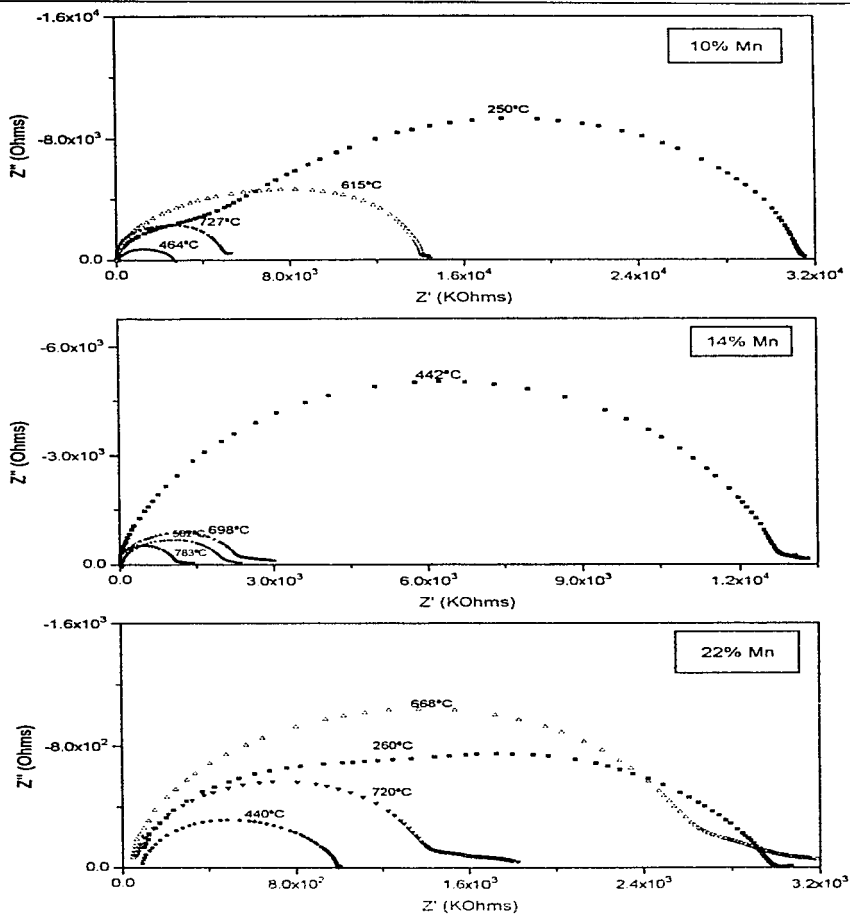 -1.6x10⁴
10% Mn
250°C
-8.0x10³
Z" (Ohms)
615°C
727°C
464°C
0.0
0.0 8.0x10³ 1.6x10⁴ 2.4x10⁴ 3.2x10⁴
Z' (KOhms)
-6.0x10³
14% Mn
442°C
Z" (Ohms)
-3.0x10³
698°C
783°C
0.0
0.0 3.0x10³ 6.0x10³ 9.0x10³ 1.2x10⁴
Z' (KOhms)
-1.6x10³
22% Mn
668°C
Z" (Ohms)
-8.0x10²
260°C
720°C
440°C
0.0
0.0 8.0x10² 1.6x10³ 2.4x10³ 3.2x10³
Z' (KOhms)